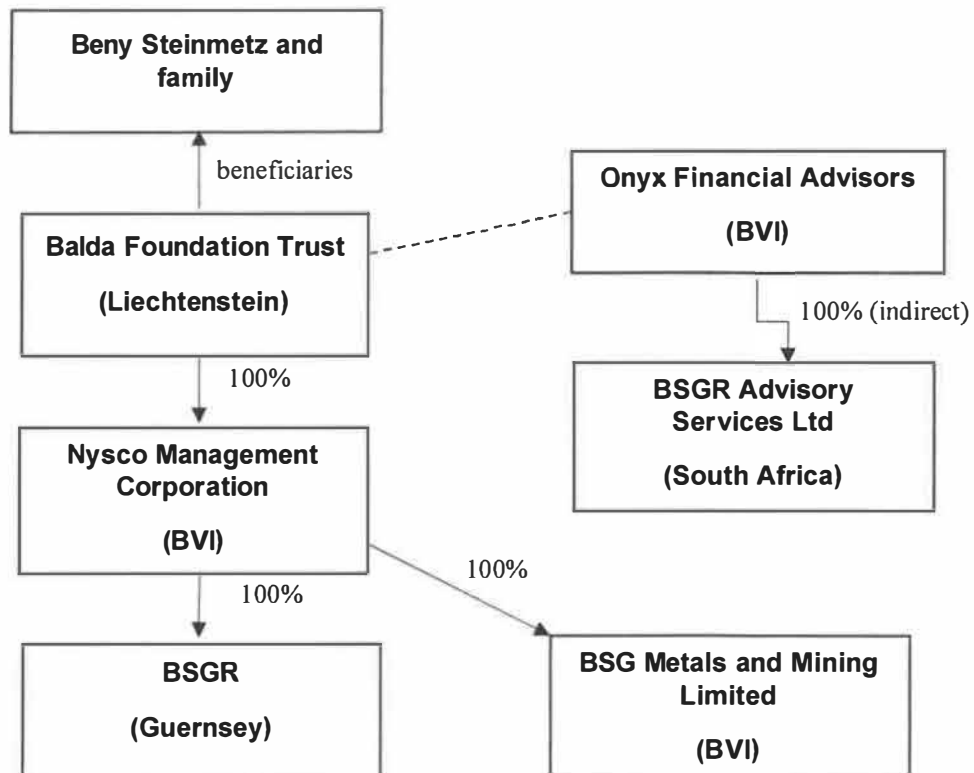 Beny Steinmetz and
family
beneficiaries
Onyx Financial Advisors
(BVI)
Balda Foundation Trust
(Liechtenstein)
100% (indirect)
100%
BSGR Advisory
Services Ltd
(South Africa)
Nysco Management
Corporation
(BVI)
100%
100%
BSGR
(Guernsey)
BSG Metals and Mining
Limited
(BVI)